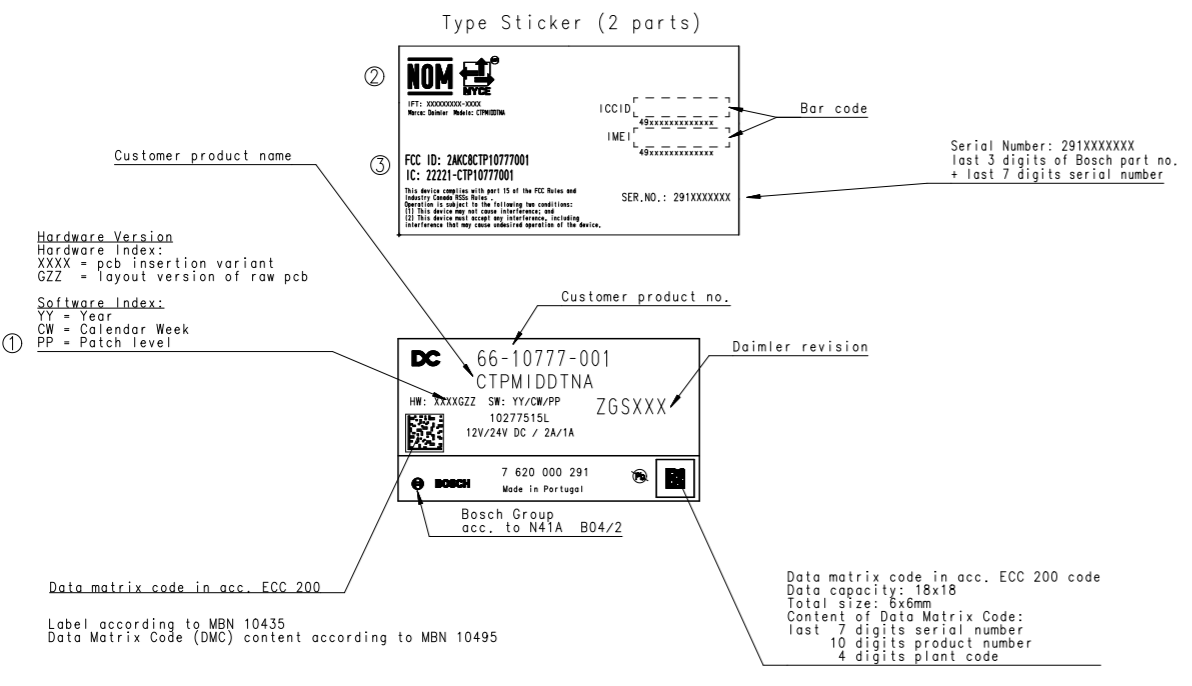 Type Sticker (2 parts)
②
NOM
NYCE
IFT: XXXXXXXXX-XXXX
Marca: Daimler Modelo: CTPMIDDTNA
ICCID
49xxxxxxxxxxxxx
IMEI
49xxxxxxxxxxxxx
Bar code
Customer product name
③
FCC ID: 2AKC8CTP10777001
IC: 22221-CTP10777001
This device complies with part 15 of the FCC Rules and
Industry Canada RSSs Rules .
Operation is subject to the following two conditions:
(1) This device may not cause interference; and
(2) This device must accept any interference, including
interference that may cause undesired operation of the device.
SER.NO.: 291XXXXXXX
Serial Number: 291XXXXXXX
last 3 digits of Bosch part no.
+ last 7 digits serial number
Hardware Version
Hardware Index:
XXXX = pcb insertion variant
GZZ = layout version of raw pcb
Software Index:
YY = Year
CW = Calendar Week
PP = Patch level
①
Customer product no.
Daimler revision
DC
66-10777-001
CTPMIDDTNA
HW: XXXXGZZ SW: YY/CW/PP
ZGSXXX
10277515L
12V/24V DC / 2A/1A
BOSCH
7 620 000 291
Made in Portugal
Pb
Bosch Group
acc. to N41A B04/2
Data matrix code in acc. ECC 200
Label according to MBN 10435
Data Matrix Code (DMC) content according to MBN 10495
Data matrix code in acc. ECC 200 code
Data capacity: 18x18
Total size: 6x6mm
Content of Data Matrix Code:
last 7 digits serial number
10 digits product number
4 digits plant code